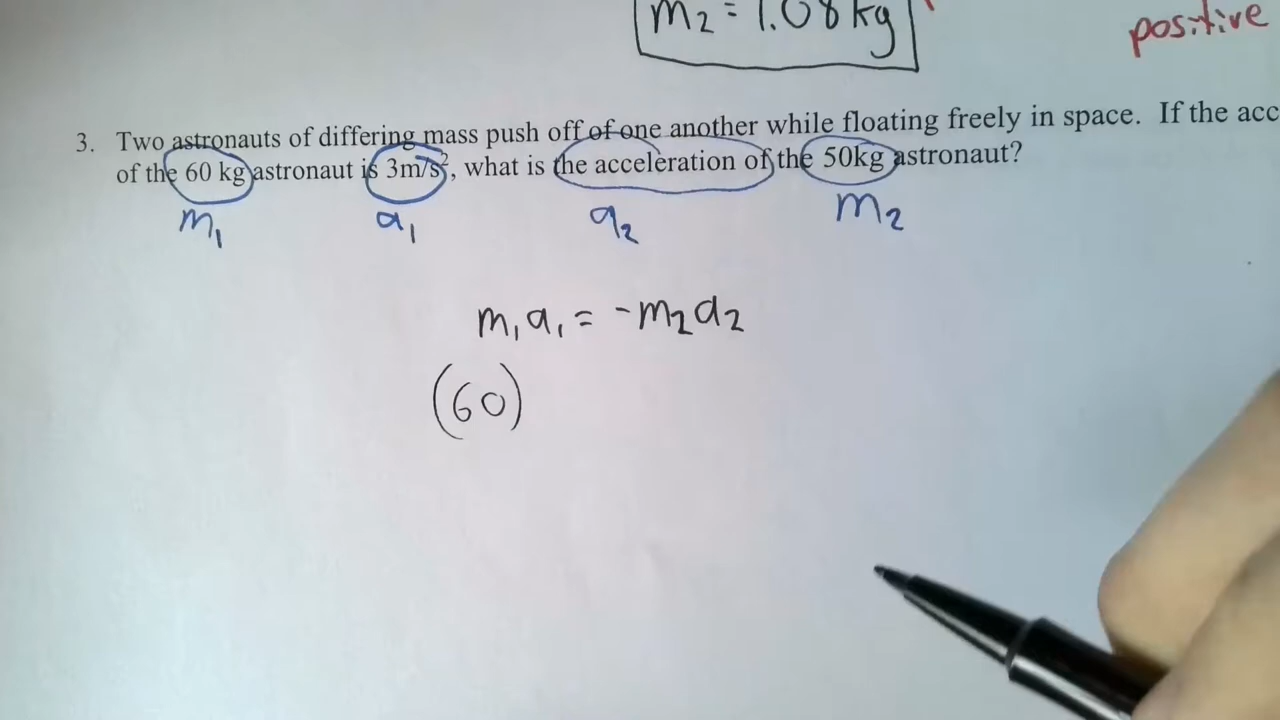 m₂ = 1.08 kg
positive
3. Two astronauts of differing mass push off of one another while floating freely in space. If the acc
of the 60 kg astronaut is 3m/s², what is the acceleration of the 50kg astronaut?
m₁ a₁ a₂ m₂
m₁a₁ = -m₂a₂
(60)